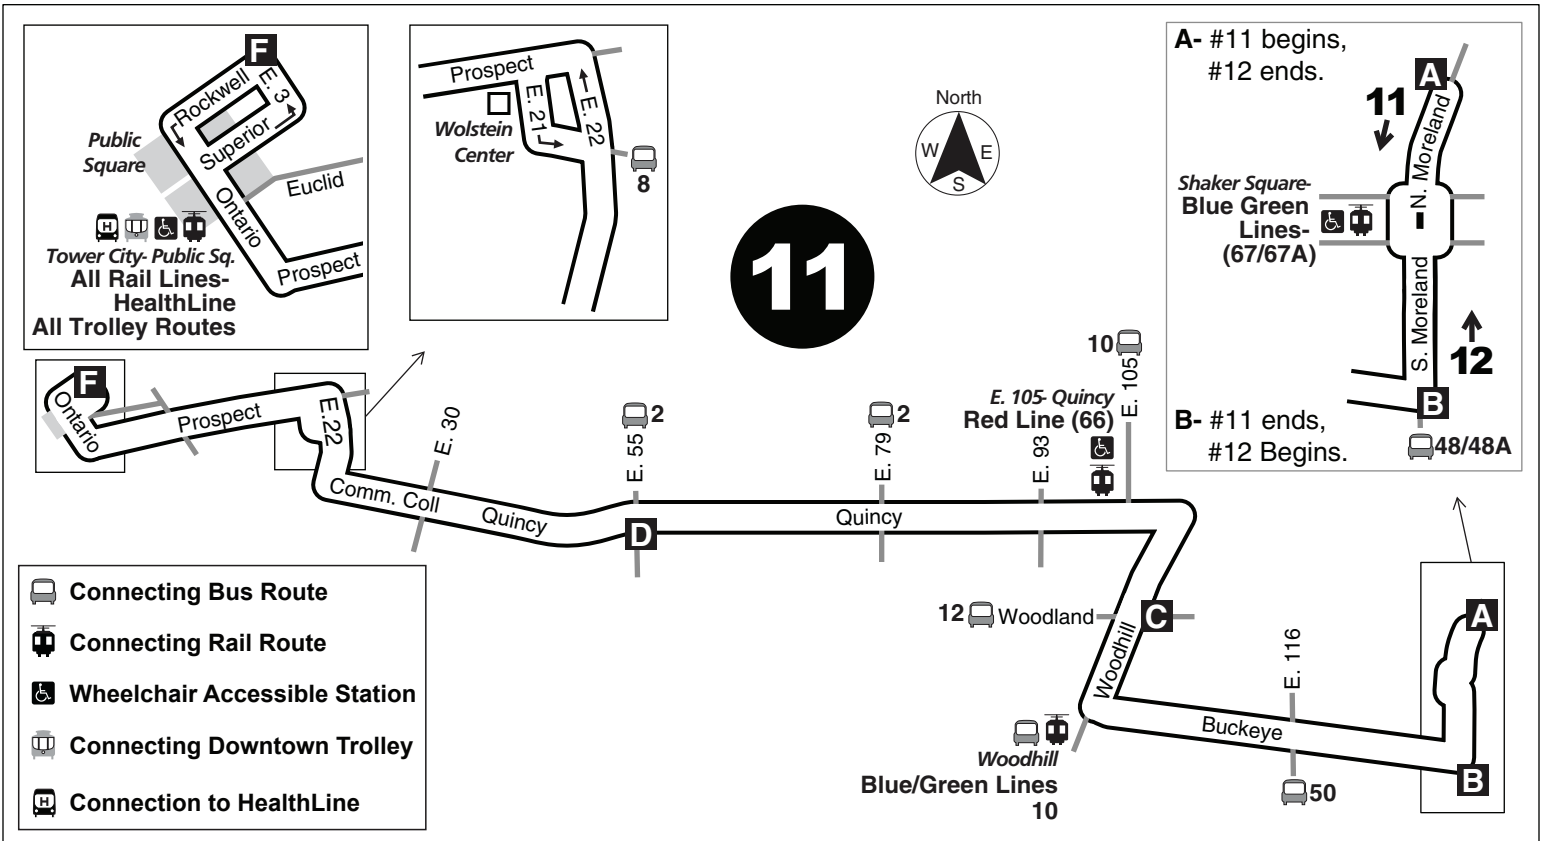 F
Rockwell
E. 3
Superior
Public
Square
Euclid
Ontario
H
Tower City- Public Sq.
All Rail Lines-
HealthLine
All Trolley Routes
Prospect
Prospect
E. 21
E. 22
Wolstein
Center
8
North
W
E
S
11
A- #11 begins,
#12 ends.
A
11
N. Moreland
Shaker Square-
Blue Green
Lines-
(67/67A)
S. Moreland
12
B
B- #11 ends,
#12 Begins.
48/48A
F
Ontario
Prospect
E.22
E. 30
Comm. Coll
Quincy
2
E. 55
D
2
E. 79
Quincy
E. 93
E. 105- Quincy
Red Line (66)
10
E. 105
12
Woodland
C
Woodhill
Woodhill
Blue/Green Lines
10
E. 116
Buckeye
50
A
B
Connecting Bus Route
Connecting Rail Route
Wheelchair Accessible Station
Connecting Downtown Trolley
H
Connection to HealthLine